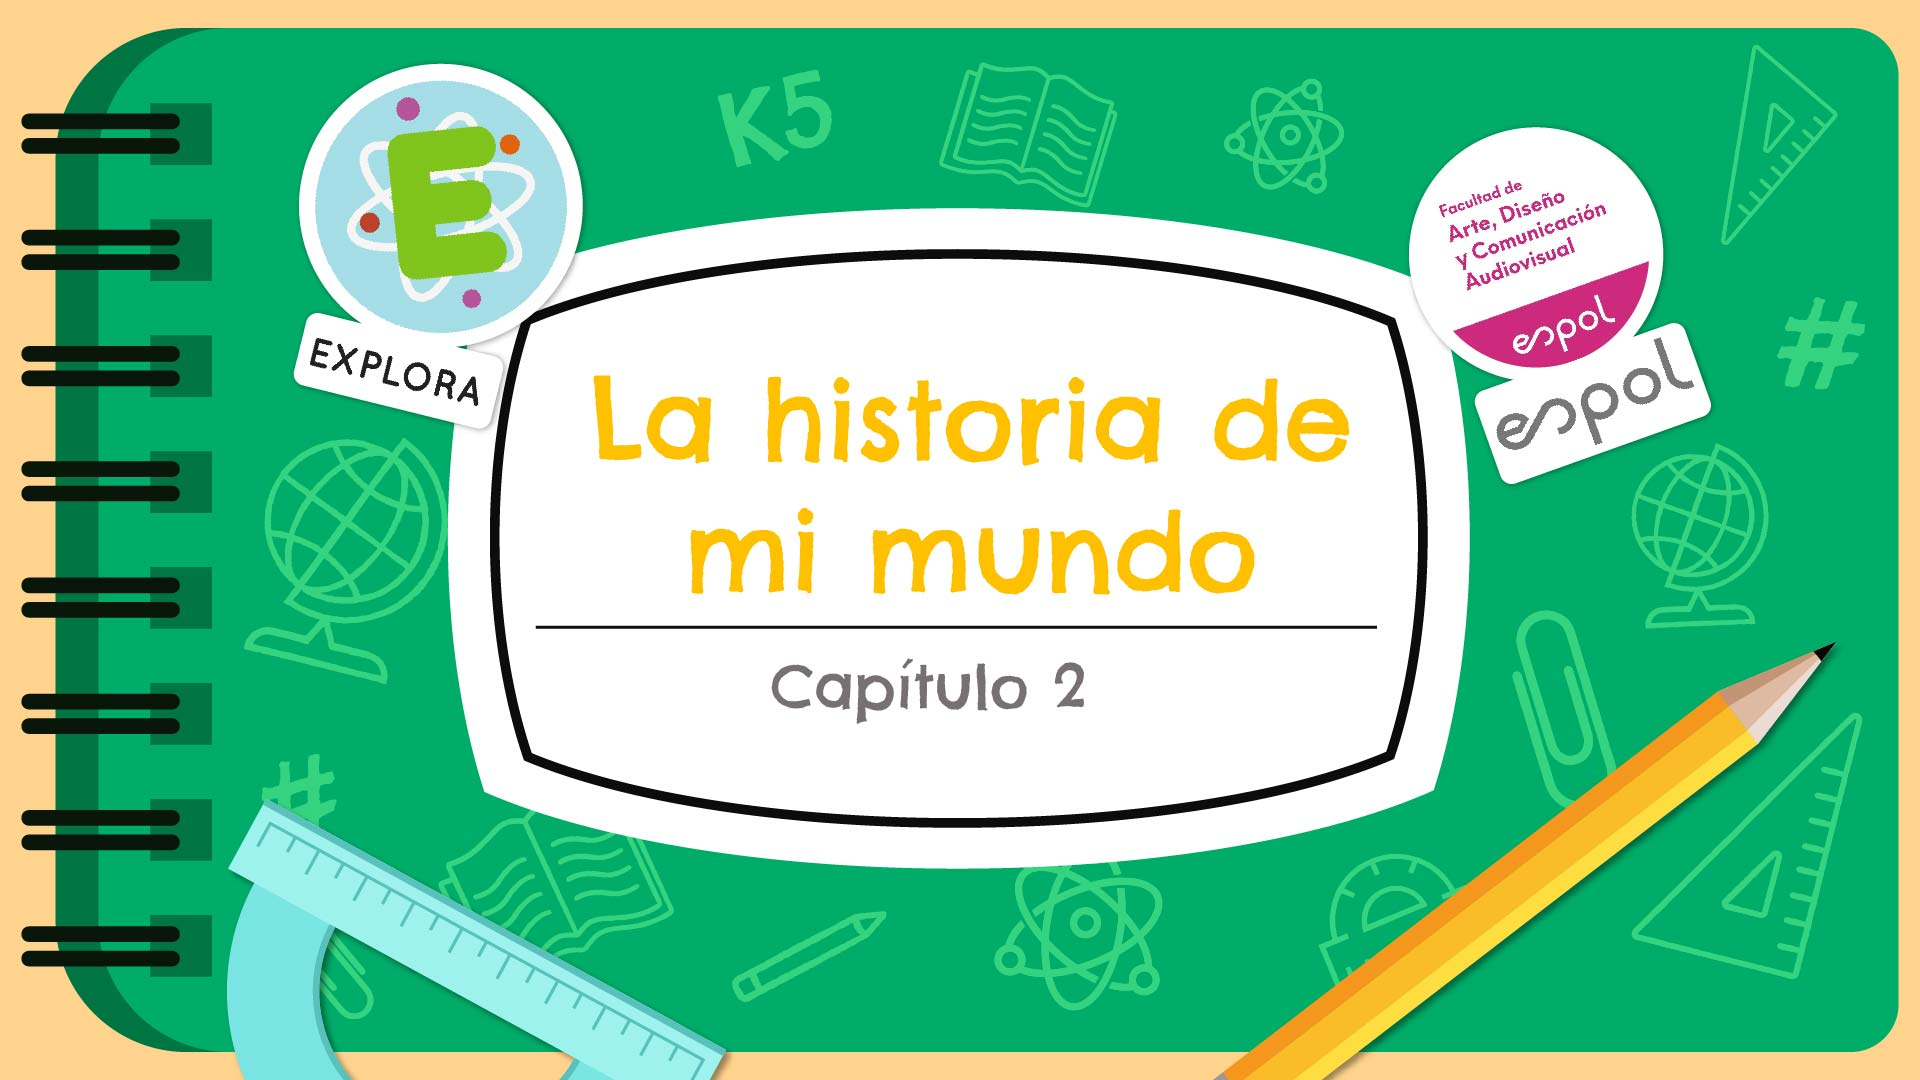 K5
Facultad de
Arte, Diseño
y Comunicación
Audiovisual
espol
espol
E
EXPLORA
#
La historia de
mi mundo
Capítulo 2
#